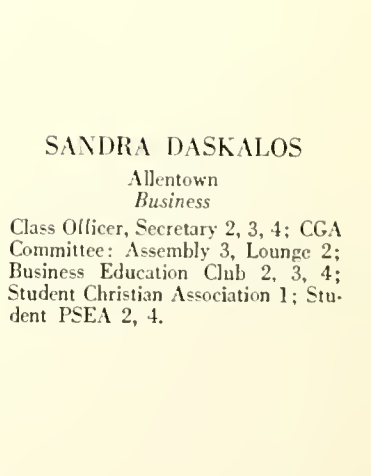 SANDRA DASKALOS
Allentown
Business
Class Officer, Secretary 2, 3, 4; CGA
Committee: Assembly 3, Lounge 2;
Business Education Club 2, 3, 4;
Student Christian Association 1; Stu-
dent PSEA 2, 4.